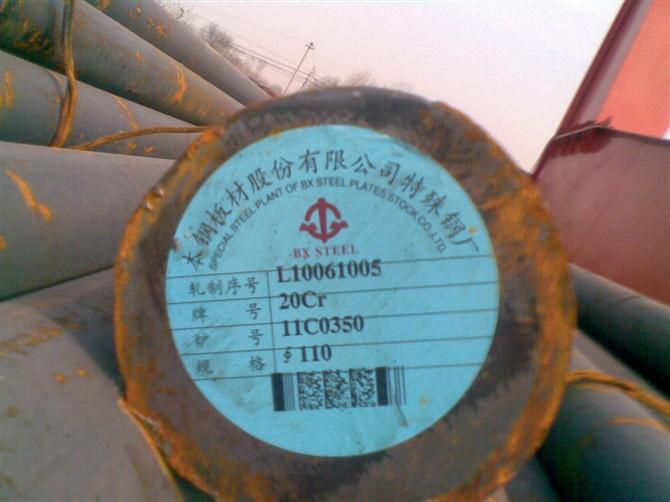 本钢板材股份有限公司特殊钢厂
SPECIAL STEEL PLANT OF BX STEEL PLATES STOCK CO.,LTD.
BX STEEL
轧制序号 L10061005
牌 号 20Cr
炉 号 11C0350
规 格 ϕ 110